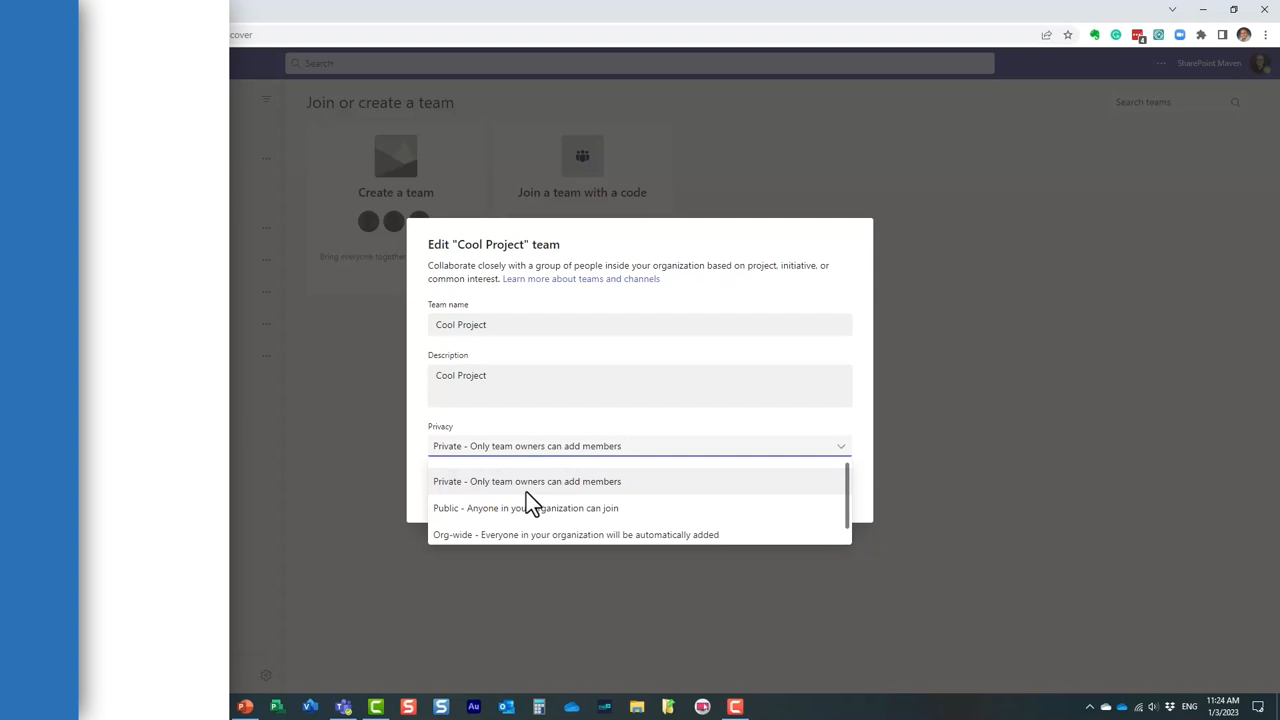 cover
Search
SharePoint Maven
Join or create a team
Search teams
Create a team
Join a team with a code
Bring everyone together
Edit "Cool Project" team
Collaborate closely with a group of people inside your organization based on project, initiative, or
common interest. Learn more about teams and channels
Team name
Cool Project
Description
Cool Project
Privacy
Private - Only team owners can add members
Private - Only team owners can add members
Public - Anyone in your organization can join
Org-wide - Everyone in your organization will be automatically added
11:24 AM
1/3/2023